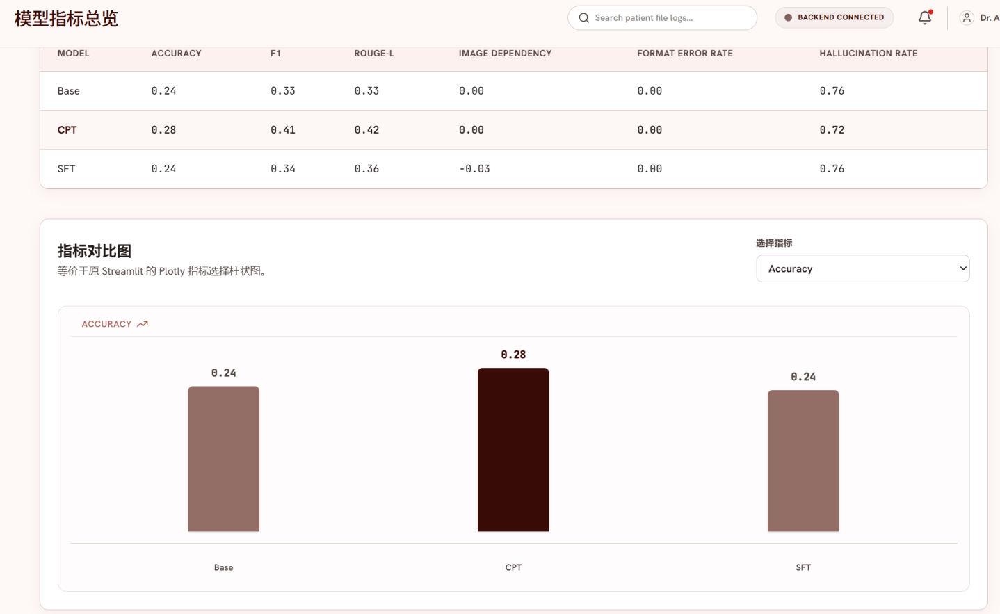 模型指标总览
Search patient file logs...
BACKEND CONNECTED
Dr. A
MODEL ACCURACY F1 ROUGE-L IMAGE DEPENDENCY FORMAT ERROR RATE HALLUCINATION RATE
Base 0.24 0.33 0.33 0.00 0.00 0.76
CPT 0.28 0.41 0.42 0.00 0.00 0.72
SFT 0.24 0.34 0.36 -0.03 0.00 0.76
指标对比图
等价于原 Streamlit 的 Plotly 指标选择柱状图。
选择指标
Accuracy
ACCURACY
0.24 0.28 0.24
Base CPT SFT